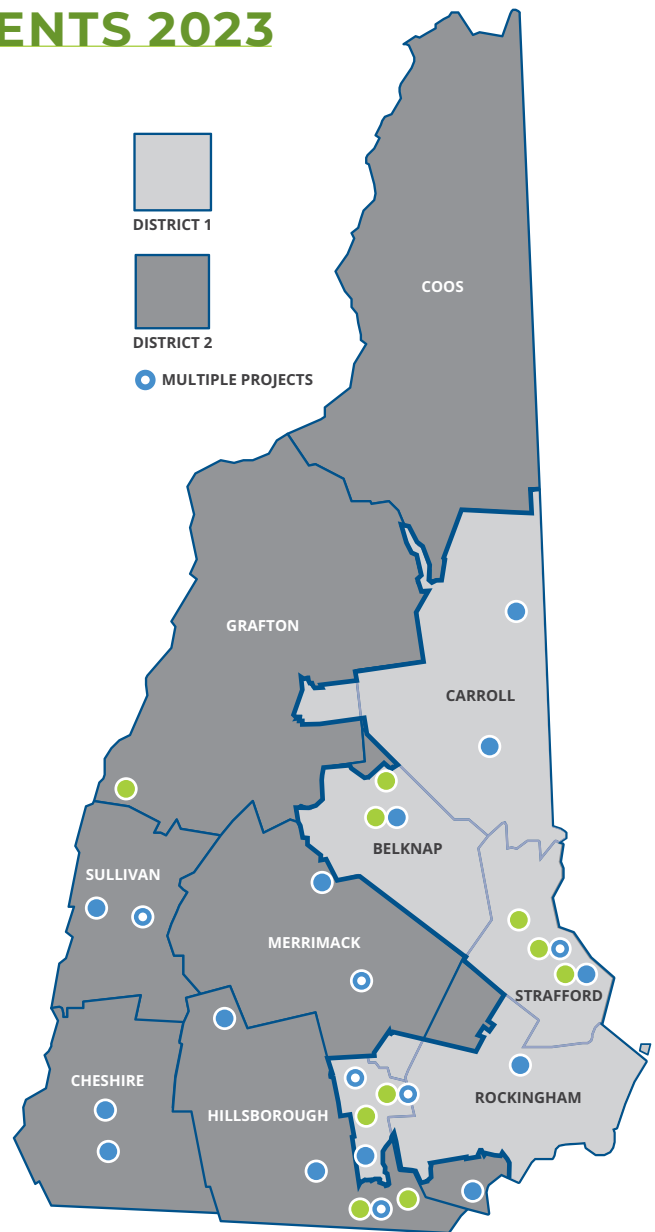 ENTS 2023
DISTRICT 1
DISTRICT 2
MULTIPLE PROJECTS
COOS
GRAFTON
CARROLL
BELKNAP
SULLIVAN
MERRIMACK
STRAFFORD
CHESHIRE
HILLSBOROUGH
ROCKINGHAM